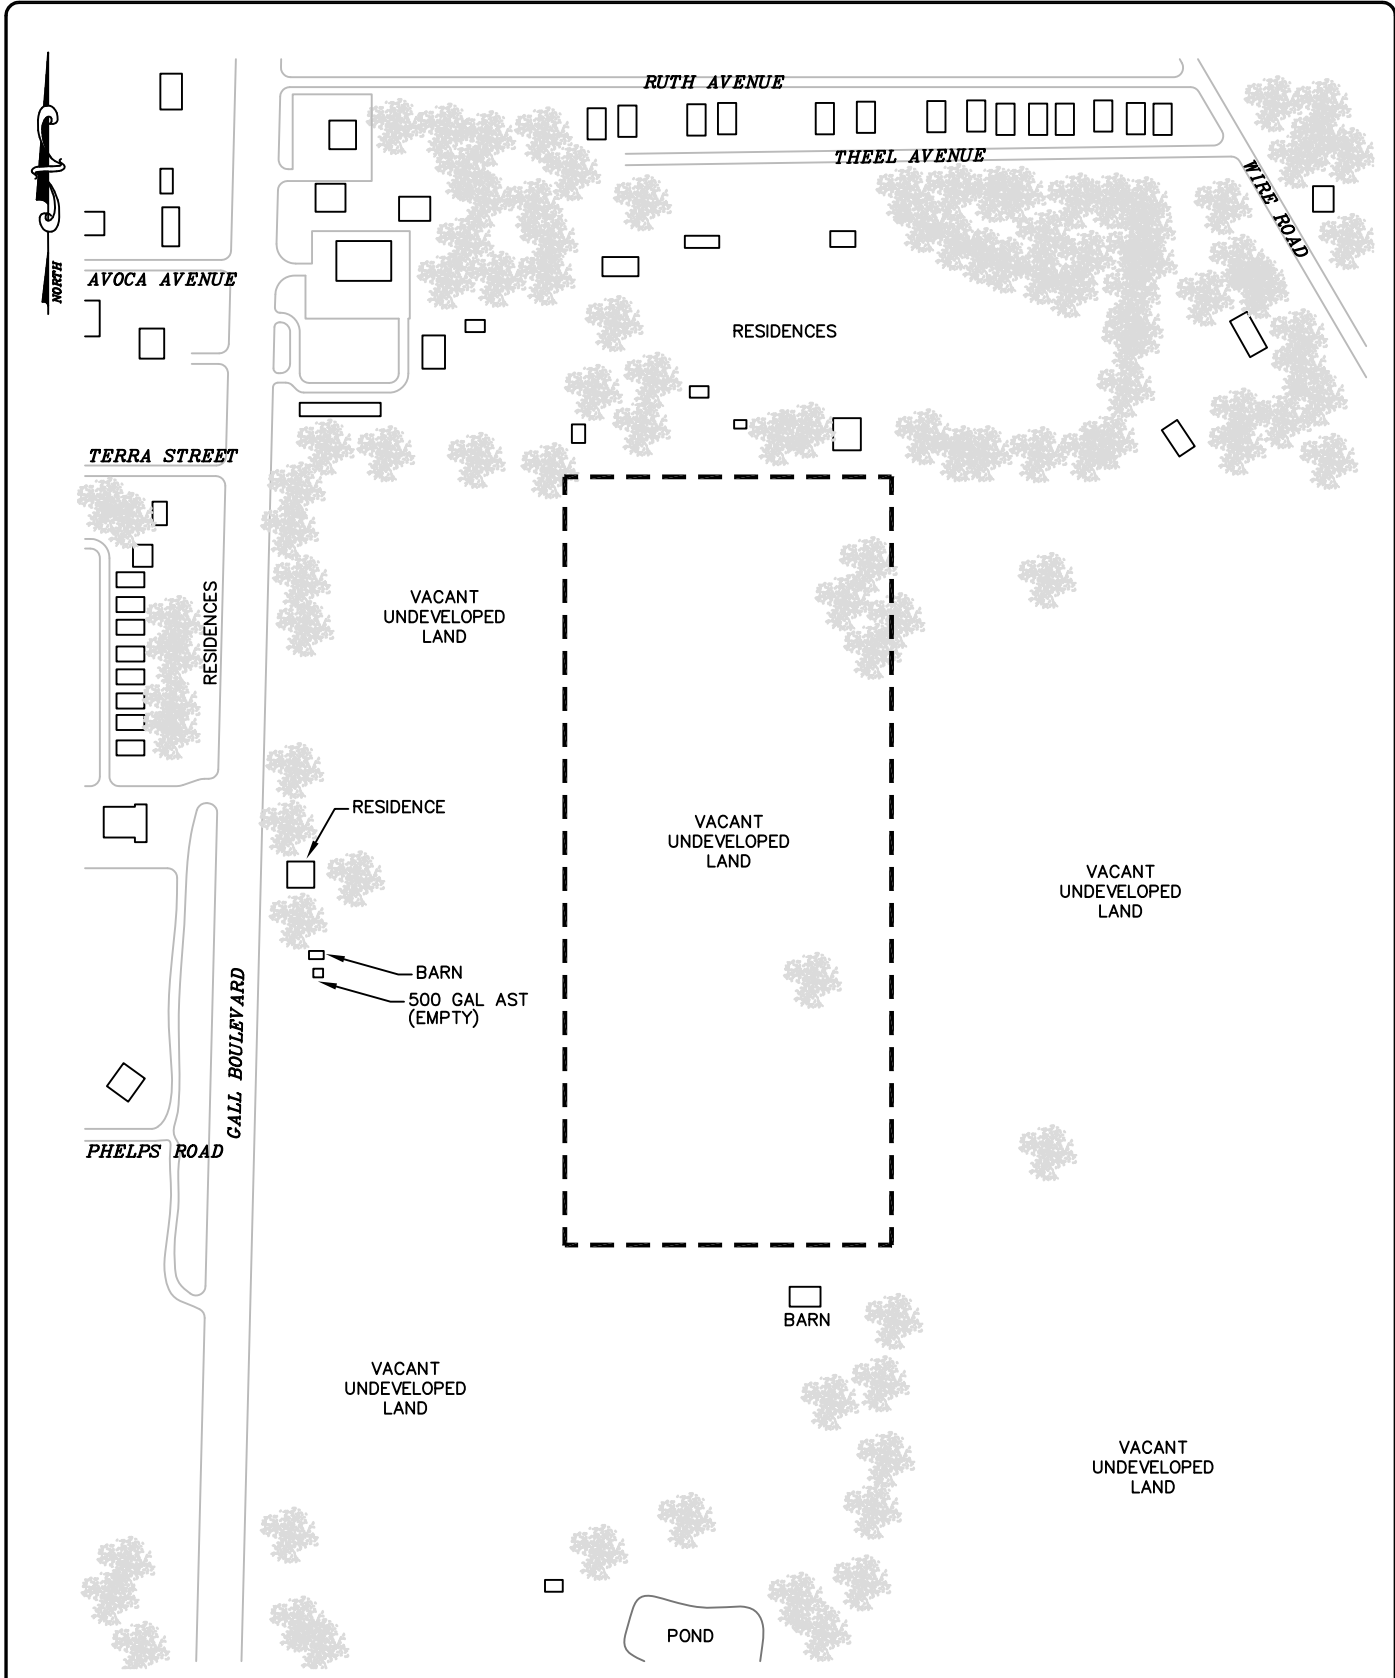 RUTH AVENUE
THEEL AVENUE
WIRE ROAD
NORTH
AVOCA AVENUE
RESIDENCES
TERRA STREET
RESIDENCES
VACANT
UNDEVELOPED
LAND
RESIDENCE
VACANT
UNDEVELOPED
LAND
VACANT
UNDEVELOPED
LAND
BARN
500 GAL AST
(EMPTY)
GALL BOULEVARD
PHELPS ROAD
BARN
VACANT
UNDEVELOPED
LAND
VACANT
UNDEVELOPED
LAND
POND